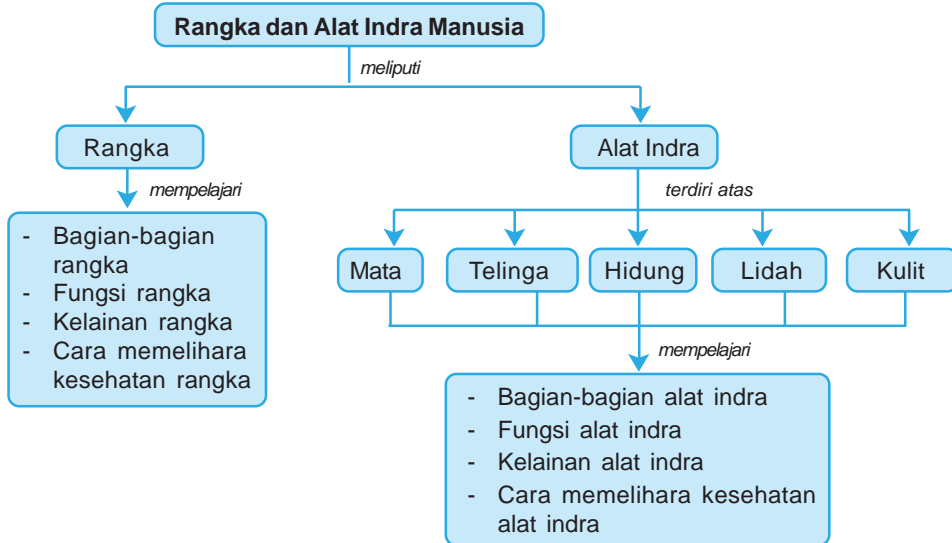 Rangka dan Alat Indra Manusia
meliputi
Rangka
Alat Indra
mempelajari
terdiri atas
- Bagian-bagian
rangka
- Fungsi rangka
- Kelainan rangka
- Cara memelihara
kesehatan rangka
Mata
Telinga
Hidung
Lidah
Kulit
mempelajari
- Bagian-bagian alat indra
- Fungsi alat indra
- Kelainan alat indra
- Cara memelihara kesehatan
alat indra